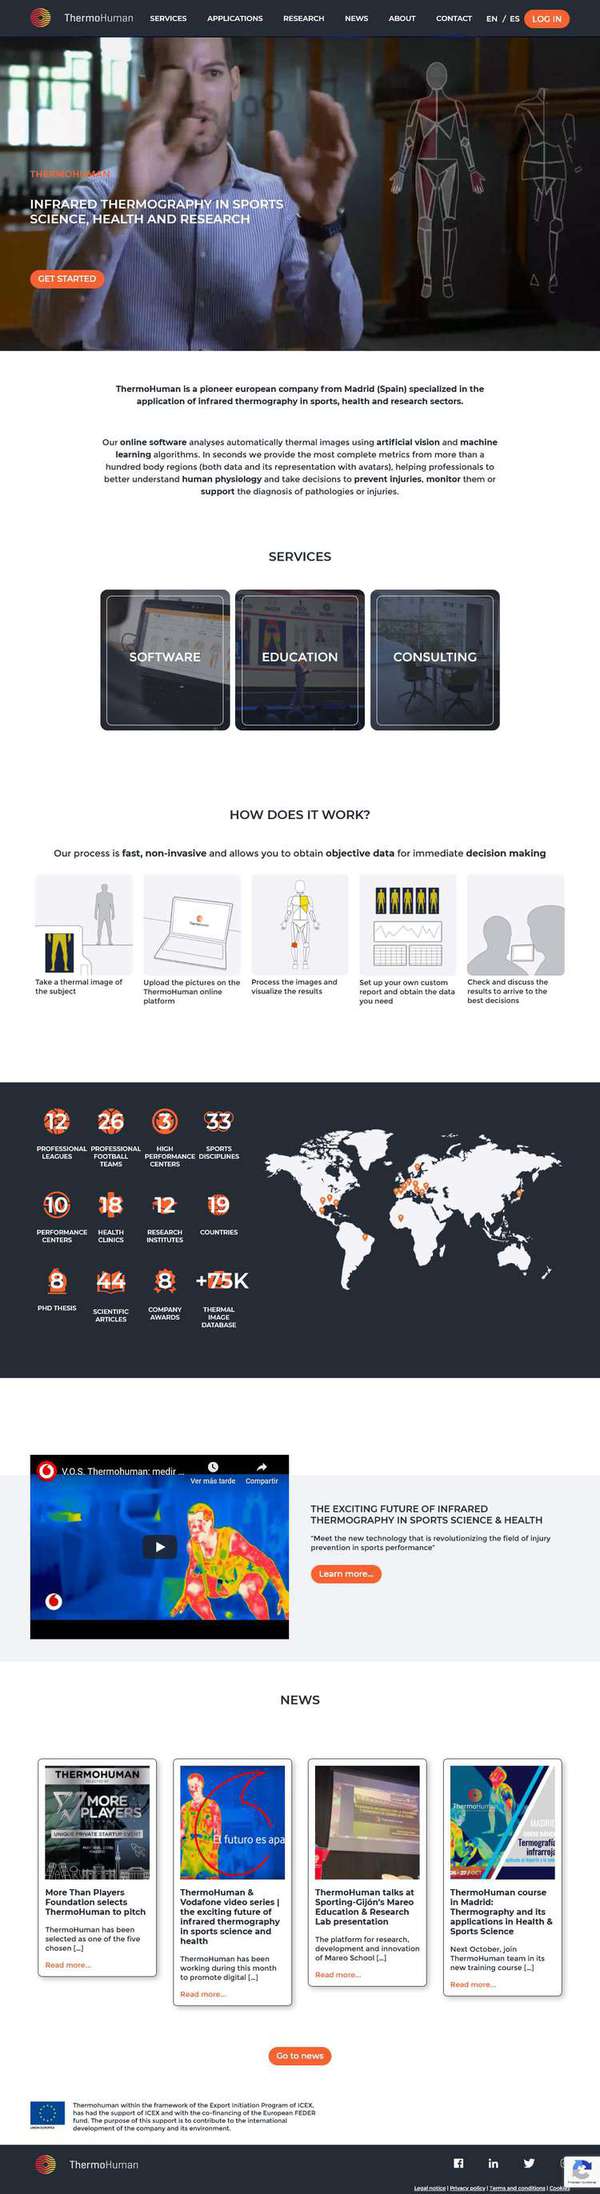 ThermoHuman
SERVICES
APPLICATIONS
RESEARCH
NEWS
ABOUT
CONTACT
EN / ES
LOG IN
THERMOHUMAN
INFRARED THERMOGRAPHY IN SPORTS
SCIENCE, HEALTH AND RESEARCH
GET STARTED
ThermoHuman is a pioneer european company from Madrid (Spain) specialized in the
application of infrared thermography in sports, health and research sectors.
Our online software analyses automatically thermal images using artificial vision and machine
learning algorithms. In seconds we provide the most complete metrics from more than a
hundred body regions (both data and its representation with avatars), helping professionals to
better understand human physiology and take decisions to prevent injuries, monitor them or
support the diagnosis of pathologies or injuries.
SERVICES
SOFTWARE
EDUCATION
CONSULTING
HOW DOES IT WORK?
Our process is fast, non-invasive and allows you to obtain objective data for immediate decision making
Take a thermal image of
the subject
ThermoHuman
Upload the pictures on the
ThermoHuman online
platform
Process the images and
visualize the results
Set up your own custom
report and obtain the data
you need
Check and discuss the
results to arrive to the
best decisions
12
PROFESSIONAL
LEAGUES
26
PROFESSIONAL
FOOTBALL
TEAMS
3
HIGH
PERFORMANCE
CENTERS
33
SPORTS
DISCIPLINES
10
PERFORMANCE
CENTERS
18
HEALTH
CLINICS
12
RESEARCH
INSTITUTES
19
COUNTRIES
8
PHD THESIS
44
SCIENTIFIC
ARTICLES
8
COMPANY
AWARDS
+75K
THERMAL
IMAGE
DATABASE
V.O.S. Thermohuman: medir ...
Ver más tarde
Compartir
THE EXCITING FUTURE OF INFRARED
THERMOGRAPHY IN SPORTS SCIENCE & HEALTH
"Meet the new technology that is revolutionizing the field of injury
prevention in sports performance"
Learn more...
NEWS
THERMOHUMAN
SELECTED BY
MORE
PLAYERS
UNIQUE PRIVATE STARTUP EVENT
More Than Players
Foundation selects
ThermoHuman to pitch
ThermoHuman has been
selected as one of the five
chosen [...]
Read more...
El futuro es apa
ThermoHuman &
Vodafone video series |
the exciting future of
infrared thermography
in sports science and
health
ThermoHuman has been
working during this month
to promote digital [...]
Read more...
ThermoHuman talks at
Sporting-Gijón's Mareo
Education & Research
Lab presentation
The platform for research,
development and innovation
of Mareo School [...]
Read more...
ThermoHuman
MADRID
Termografía
infrarroja
ThermoHuman course
in Madrid:
Thermography and its
applications in Health &
Sports Science
Next October, join
ThermoHuman team in its
new training course [...]
Read more...
Go to news
UNION EUROPEA
Thermohuman within the framework of the Export Initiation Program of ICEX,
has had the support of ICEX and with the co-financing of the European FEDER
fund. The purpose of this support is to contribute to the international
development of the company and its environment.
ThermoHuman
Legal notice | Privacy policy | Terms and conditions | Cookies